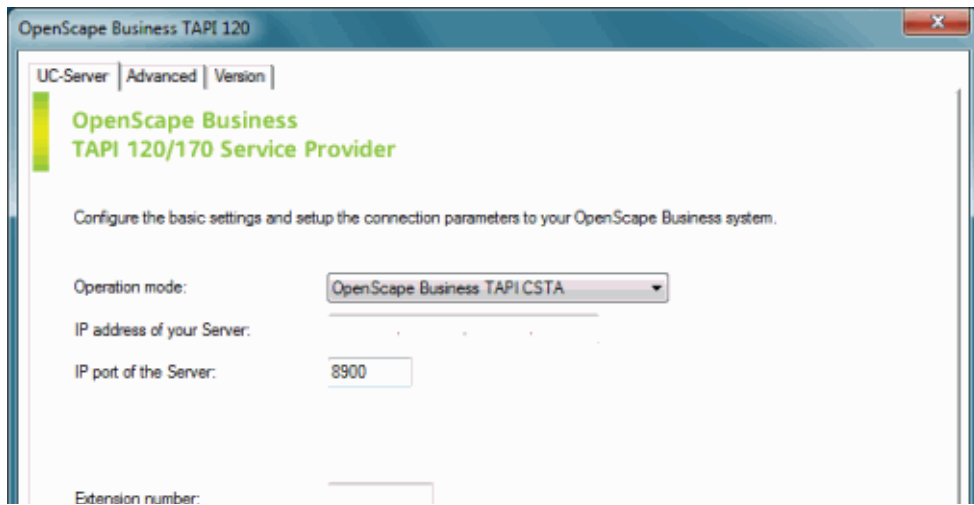 OpenScape Business TAPI 120
UC-Server Advanced Version
OpenScape Business
TAPI 120/170 Service Provider
Configure the basic settings and setup the connection parameters to your OpenScape Business system.
Operation mode: OpenScape Business TAPI CSTA
IP address of your Server: . . .
IP port of the Server: 8900
Extension number: